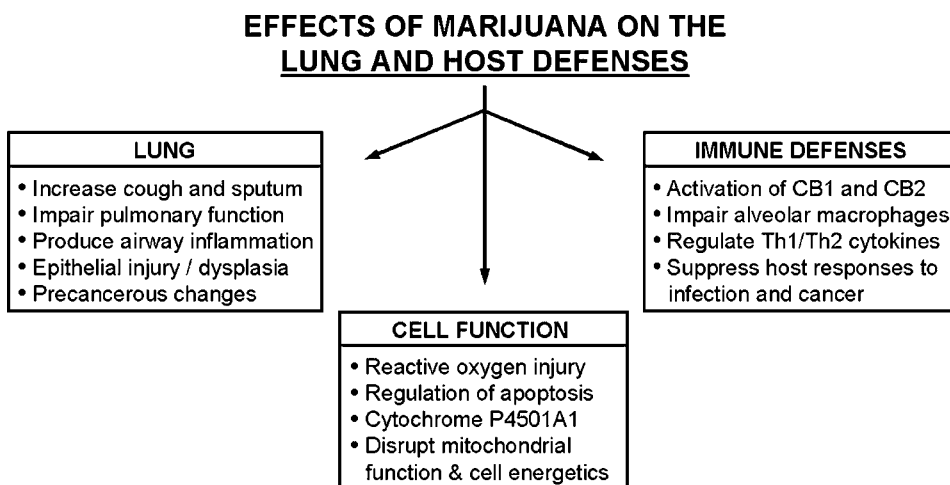 EFFECTS OF MARIJUANA ON THE
LUNG AND HOST DEFENSES
LUNG
• Increase cough and sputum
• Impair pulmonary function
• Produce airway inflammation
• Epithelial injury / dysplasia
• Precancerous changes
CELL FUNCTION
• Reactive oxygen injury
• Regulation of apoptosis
• Cytochrome P4501A1
• Disrupt mitochondrial
function & cell energetics
IMMUNE DEFENSES
• Activation of CB1 and CB2
• Impair alveolar macrophages
• Regulate Th1/Th2 cytokines
• Suppress host responses to
infection and cancer